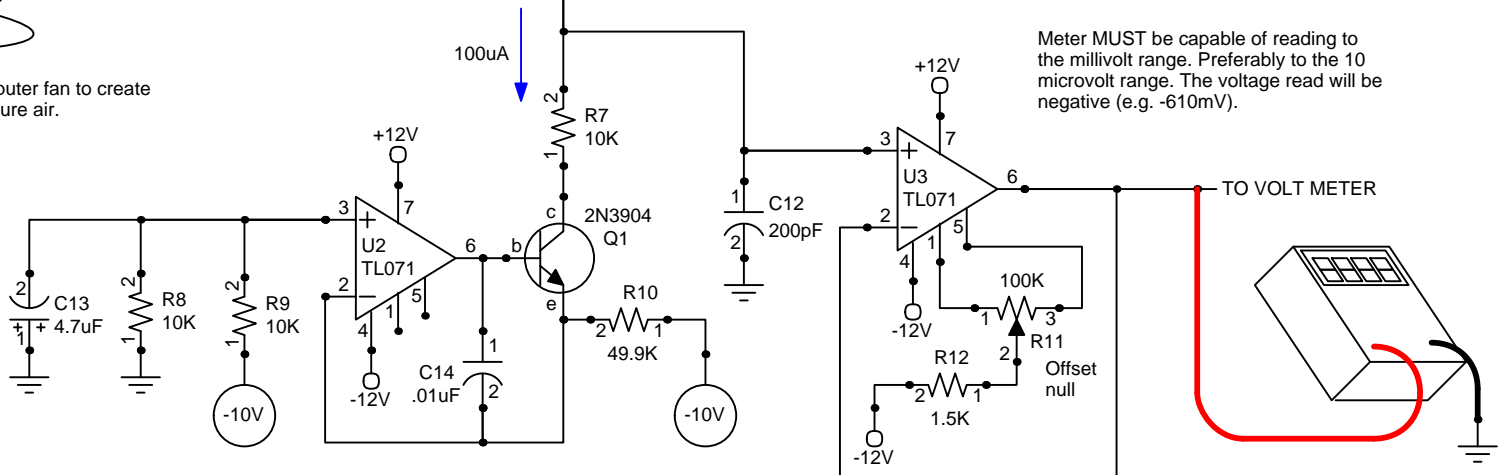 outer fan to create
ure air.
100uA
Meter MUST be capable of reading to
the millivolt range. Preferably to the 10
microvolt range. The voltage read will be
negative (e.g. -610mV).
2
R7
10K
1
+12V
3
7
U2
TL071
6
2
4
1
5
-12V
c
b
e
2N3904
Q1
2
C13
4.7uF
+ +
1
2
R8
10K
1
2
R9
10K
1
-10V
1
C14
.01uF
2
R10
2
1
49.9K
-10V
1
C12
200pF
2
+12V
3
7
U3
TL071
6
2
4
1
5
-12V
100K
1
3
R11
2
Offset
null
R12
2
1
1.5K
-12V
TO VOLT METER
8888